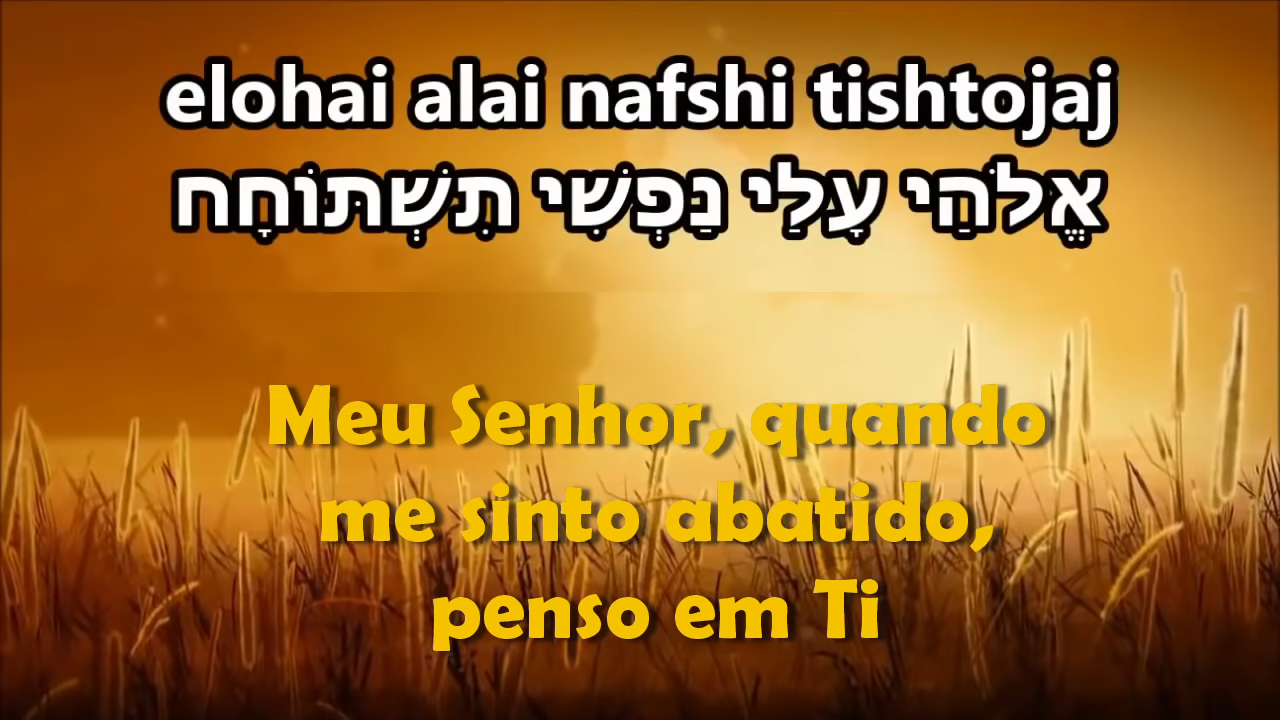 elohai alai nafshi tishtojaj
אֱלֹהַי עָלַי נַפְשִׁי תִשְׁתּוֹחָח
Meu Senhor, quando
me sinto abatido,
penso em Ti